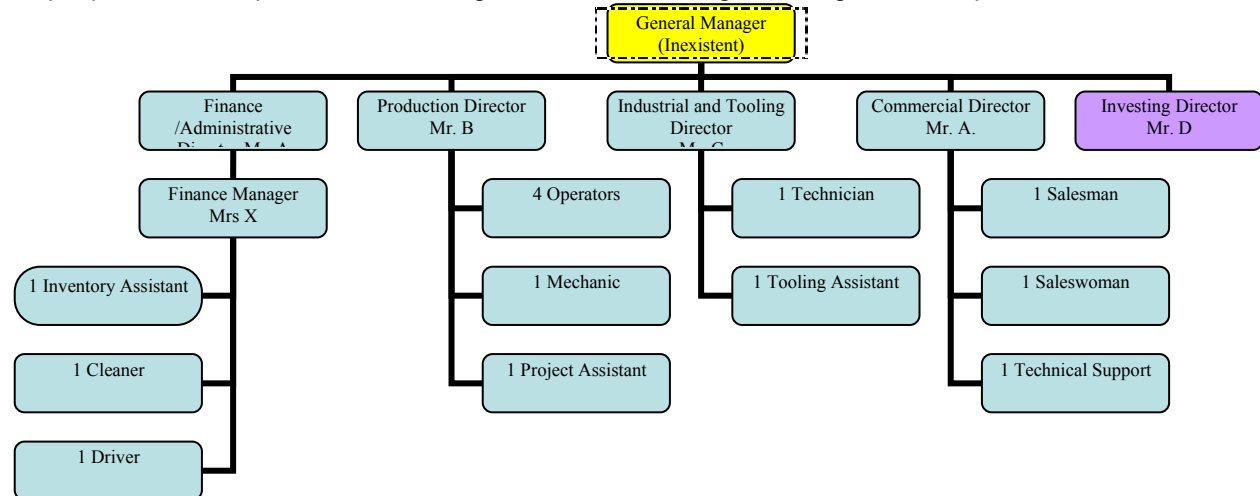 General Manager
(Inexistent)
Finance
/Administrative
Production Director
Mr. B
Industrial and Tooling
Director
Commercial Director
Mr. A.
Investing Director
Mr. D
Finance Manager
Mrs X
4 Operators
1 Technician
1 Salesman
1 Inventory Assistant
1 Mechanic
1 Tooling Assistant
1 Saleswoman
1 Cleaner
1 Project Assistant
1 Technical Support
1 Driver